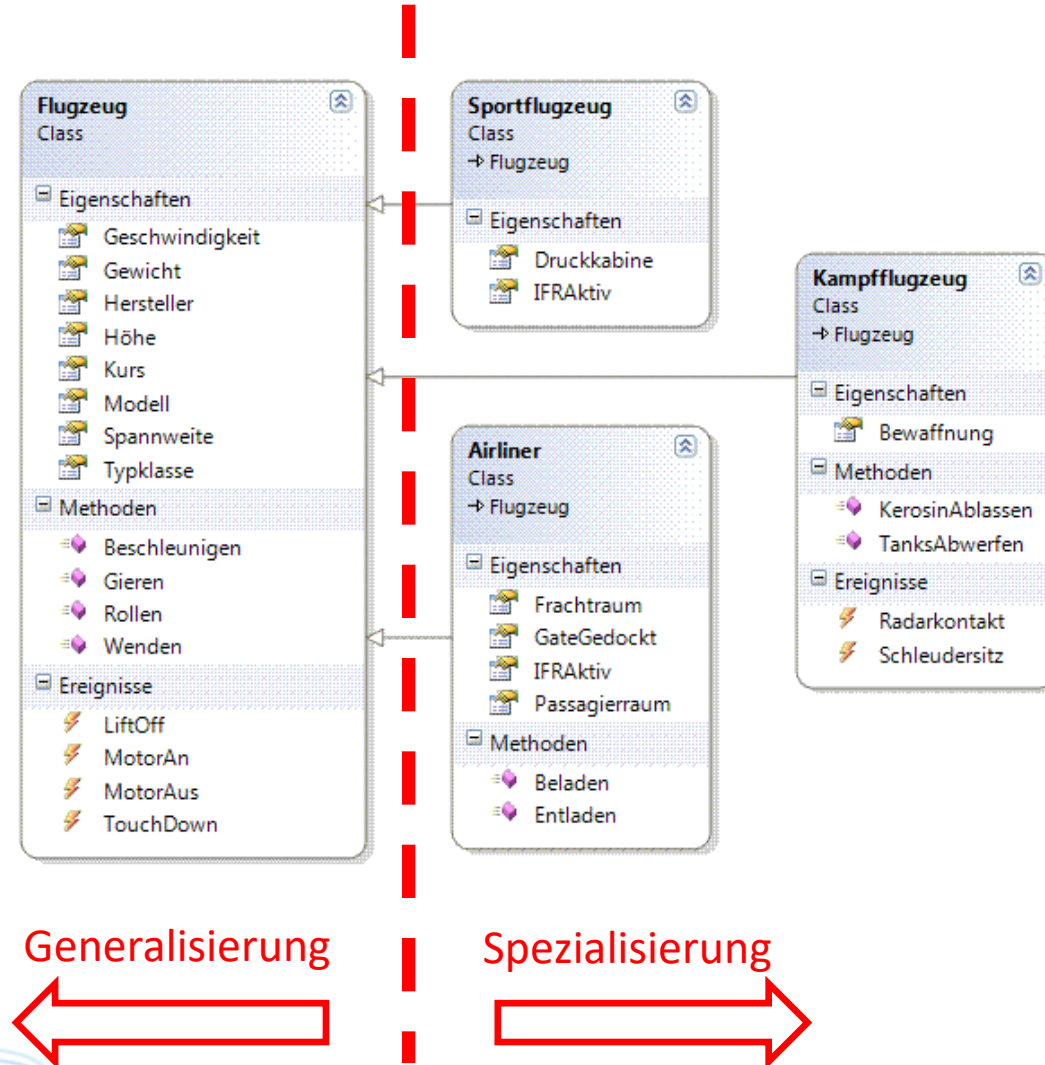 Flugzeug
Class
Eigenschaften
Geschwindigkeit
Gewicht
Hersteller
Höhe
Kurs
Modell
Spannweite
Typklasse
Methoden
Beschleunigen
Gieren
Rollen
Wenden
Ereignisse
LiftOff
MotorAn
MotorAus
TouchDown
Sportflugzeug
Class
Flugzeug
Eigenschaften
Druckkabine
IFRAktiv
Airliner
Class
Flugzeug
Eigenschaften
Frachtraum
GateGedockt
IFRAktiv
Passagierraum
Methoden
Beladen
Entladen
Kampfflugzeug
Class
Flugzeug
Eigenschaften
Bewaffnung
Methoden
KerosinAblassen
TanksAbwerfen
Ereignisse
Radarkontakt
Schleudersitz
Generalisierung
Spezialisierung